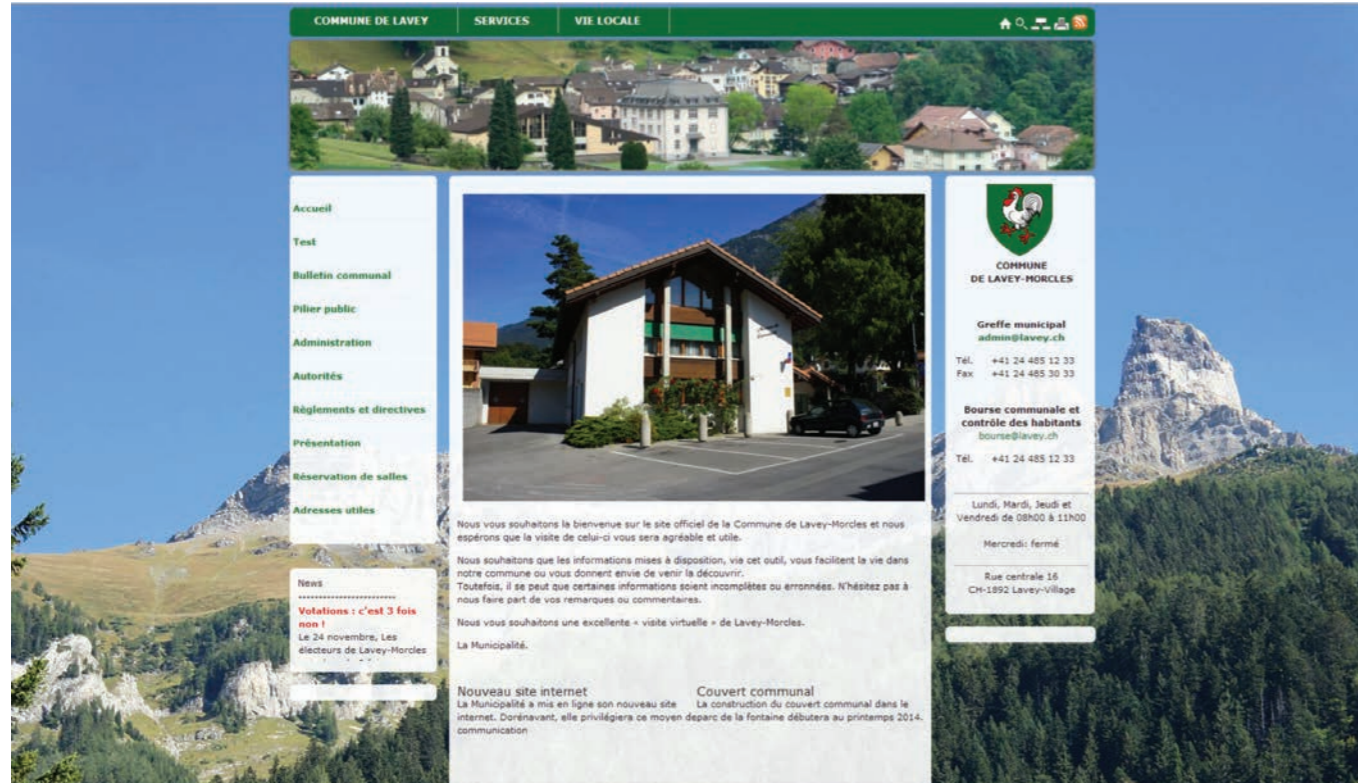 COMMUNE DE LAVEY
SERVICES
VIE LOCALE
Accueil
Test
Bulletin communal
Pilier public
Administration
Autorités
Règlements et directives
Présentation
Réservation de salles
Adresses utiles
News
------------------------
Votations : c'est 3 fois
non !
Le 24 novembre, Les
électeurs de Lavey-Morcles
Nous vous souhaitons la bienvenue sur le site officiel de la Commune de Lavey-Morcles et nous
espérons que la visite de celui-ci vous sera agréable et utile.
Nous souhaitons que les informations mises à disposition, via cet outil, vous facilitent la vie dans
notre commune ou vous donnent envie de venir la découvrir.
Toutefois, il se peut que certaines informations soient incomplètes ou erronnées. N'hésitez pas à
nous faire part de vos remarques ou commentaires.
Nous vous souhaitons une excellente « visite virtuelle » de Lavey-Morcles.
La Municipalité.
Nouveau site internet
La Municipalité a mis en ligne son nouveau site
internet. Dorénavant, elle privilégiera ce moyen de
communication
Couvert communal
La construction du couvert communal dans le
parc de la fontaine débutera au printemps 2014.
COMMUNE
DE LAVEY-MORCLES
Greffe municipal
admin@lavey.ch
Tél. +41 24 485 12 33
Fax +41 24 485 30 33
Bourse communale et
contrôle des habitants
bourse@lavey.ch
Tél. +41 24 485 12 33
Lundi, Mardi, Jeudi et
Vendredi de 08h00 à 11h00
Mercredi: fermé
Rue centrale 16
CH-1892 Lavey-Village